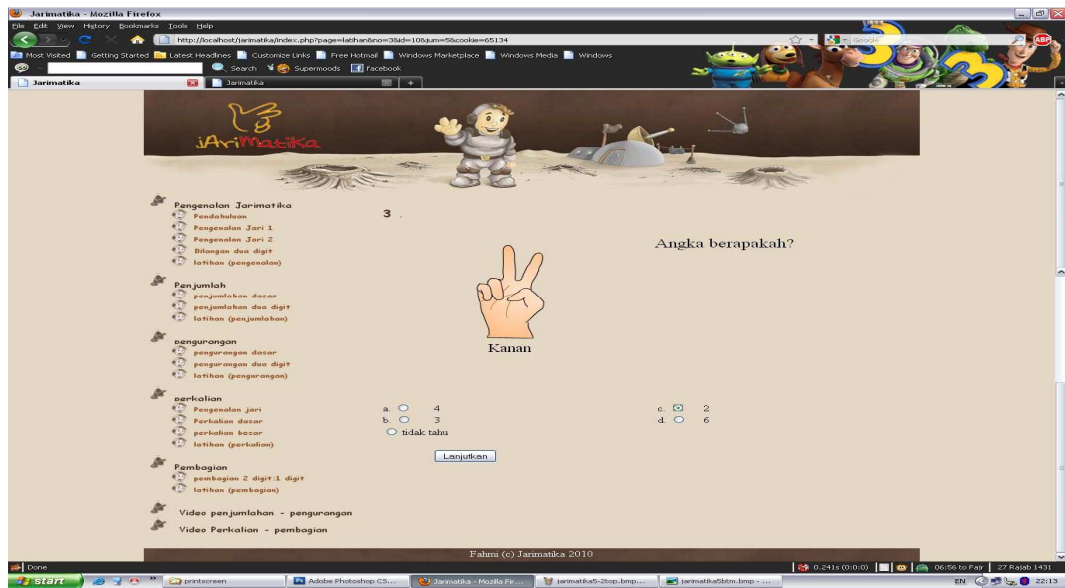 Jarimatika - Mozilla Firefox
File Edit View History Bookmarks Tools Help
http://localhost/jarimatika/index.php?page=latihan&no=3&id=10&jum=5&cookie=65134
Google
ABP
Most Visited Getting Started Latest Headlines Customize Links Free Hotmail Windows Marketplace Windows Media Windows
Search Supermoods Facebook
Jarimatika Jarimatika
jAriMatiKa
Pengenalan Jarimatika
Pendahuluan
Pengenalan Jari 1
Pengenalan Jari 2
Bilangan dua digit
latihan (pengenalan)
Penjumlah
penjumlahan dasar
penjumlahan dua digit
latihan (penjumlahan)
pengurangan
pengurangan dasar
pengurangan dua digit
latihan (pengurangan)
perkalian
Pengenalan jari
Perkalian dasar
perkalian besar
latihan (perkalian)
Pembagian
pembagian 2 digit:1 digit
latihan (pembagian)
Video penjumlahan - pengurangan
Video Perkalian - pembagian
3 .
Angka berapakah?
Kanan
a. 4 c. 2
b. 3 d. 6
tidak tahu
Lanjutkan
Fahmi (c) Jarimatika 2010
Done 0.241s (0:0:0) 06:56 to Fajr 27 Rajab 1431
start printscreen Adobe Photoshop CS... Jarimatika - Mozilla Fir... jarimatika5-2top.bmp... jarimatika5btm.bmp - ... EN 22:13